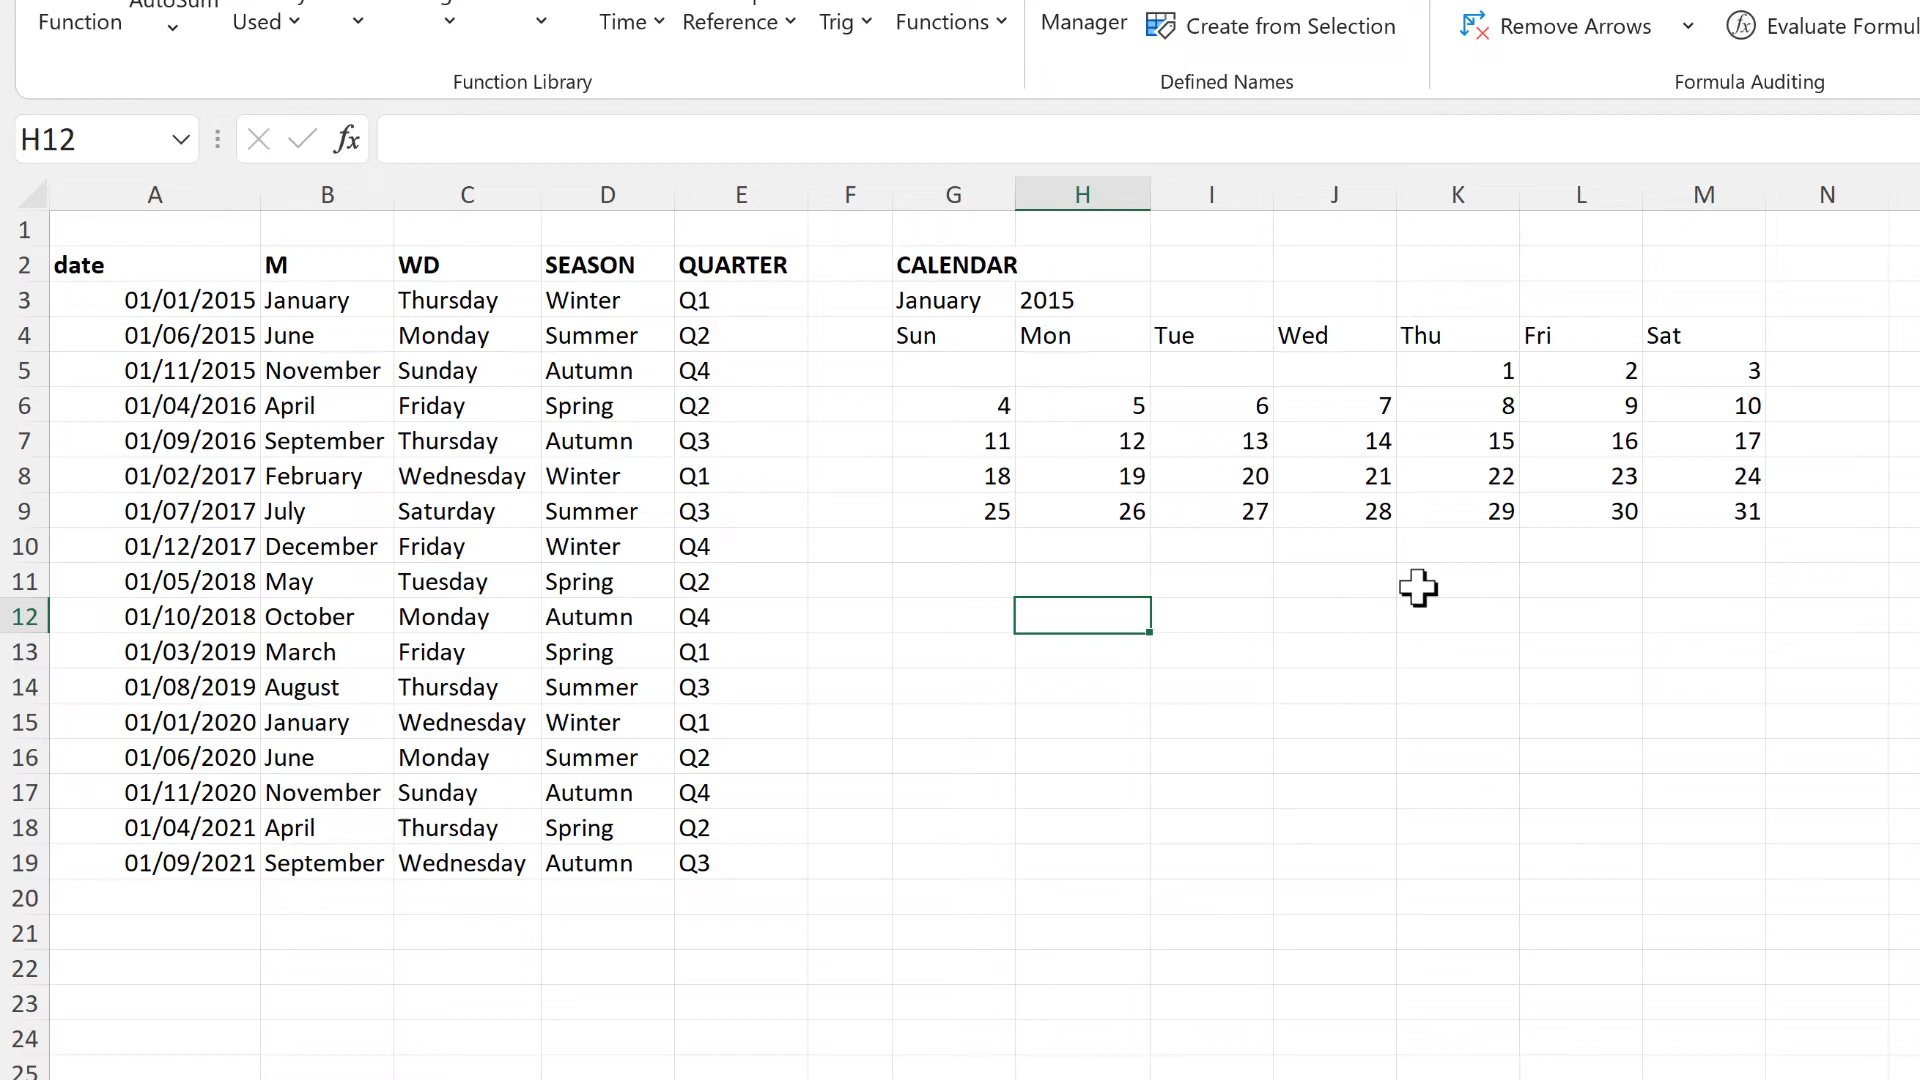 AutoSum
Function Used Time Reference Trig Functions Manager Create from Selection Remove Arrows Evaluate Formul
Function Library Defined Names Formula Auditing
H12 fx
A B C D E F G H I J K L M N
1
2 date M WD SEASON QUARTER CALENDAR
3 01/01/2015 January Thursday Winter Q1 January 2015
4 01/06/2015 June Monday Summer Q2 Sun Mon Tue Wed Thu Fri Sat
5 01/11/2015 November Sunday Autumn Q4 1 2 3
6 01/04/2016 April Friday Spring Q2 4 5 6 7 8 9 10
7 01/09/2016 September Thursday Autumn Q3 11 12 13 14 15 16 17
8 01/02/2017 February Wednesday Winter Q1 18 19 20 21 22 23 24
9 01/07/2017 July Saturday Summer Q3 25 26 27 28 29 30 31
10 01/12/2017 December Friday Winter Q4
11 01/05/2018 May Tuesday Spring Q2
12 01/10/2018 October Monday Autumn Q4
13 01/03/2019 March Friday Spring Q1
14 01/08/2019 August Thursday Summer Q3
15 01/01/2020 January Wednesday Winter Q1
16 01/06/2020 June Monday Summer Q2
17 01/11/2020 November Sunday Autumn Q4
18 01/04/2021 April Thursday Spring Q2
19 01/09/2021 September Wednesday Autumn Q3
20
21
22
23
24
25